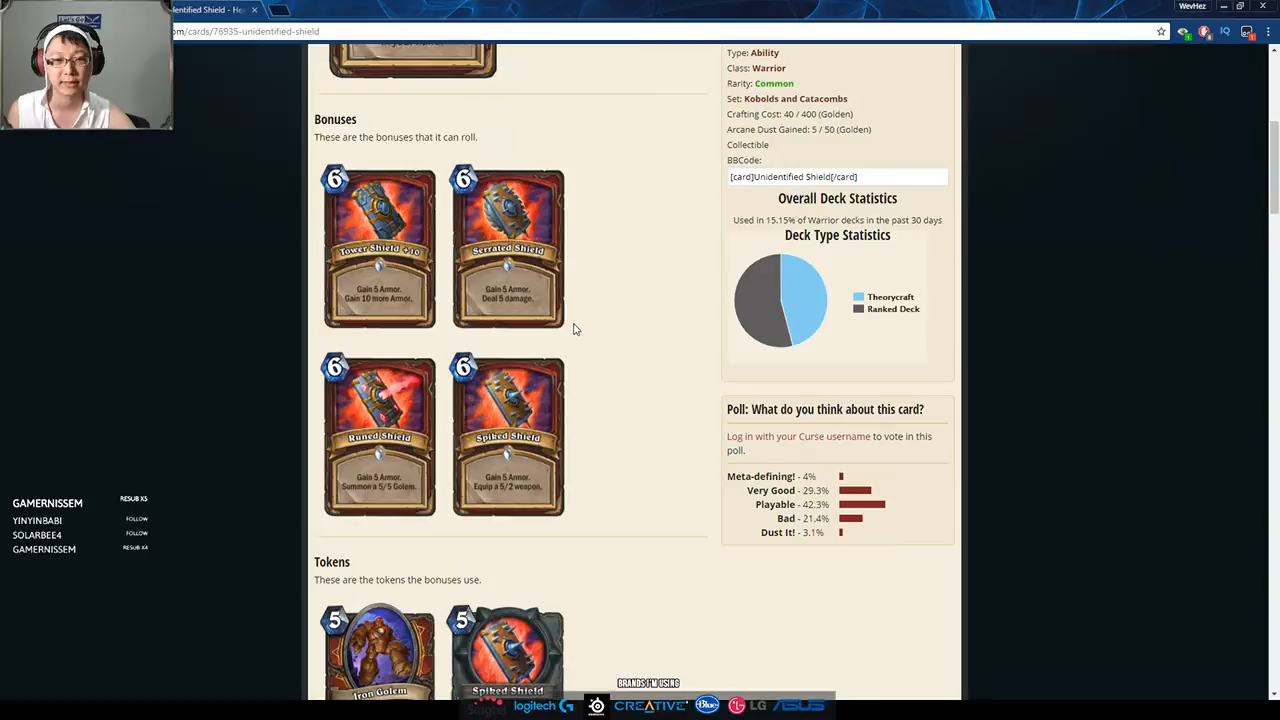 dentified Shield - He
WevHez
om/cards/76935-unidentified-shield
Bonuses
These are the bonuses that it can roll.
6
6
Tower Shield +10
Serrated Shield
Gain 5 Armor.
Gain 10 more Armor.
Gain 5 Armor.
Deal 5 damage.
6
6
Runed Shield
Spiked Shield
Gain 5 Armor.
Summon a 5/5 Golem.
Gain 5 Armor.
Equip a 5/2 weapon.
Tokens
These are the tokens the bonuses use.
5
5
Iron Golem
Spiked Shield
Type: Ability
Class: Warrior
Rarity: Common
Set: Kobolds and Catacombs
Crafting Cost: 40 / 400 (Golden)
Arcane Dust Gained: 5 / 50 (Golden)
Collectible
BBCode:
[card]Unidentified Shield[/card]
Overall Deck Statistics
Used in 15.15% of Warrior decks in the past 30 days
Deck Type Statistics
Theorycraft
Ranked Deck
Poll: What do you think about this card?
Log in with your Curse username to vote in this
poll.
Meta-defining! - 4%
Very Good - 29.3%
Playable - 42.3%
Bad - 21.4%
Dust It! - 3.1%
GAMERNISSEM RESUB X5
YINYINBABI FOLLOW
SOLARBEE4 FOLLOW
GAMERNISSEM RESUB X4
BRANDS I'M USING
logitech G
CREATIVE
Blue
LG
ASUS